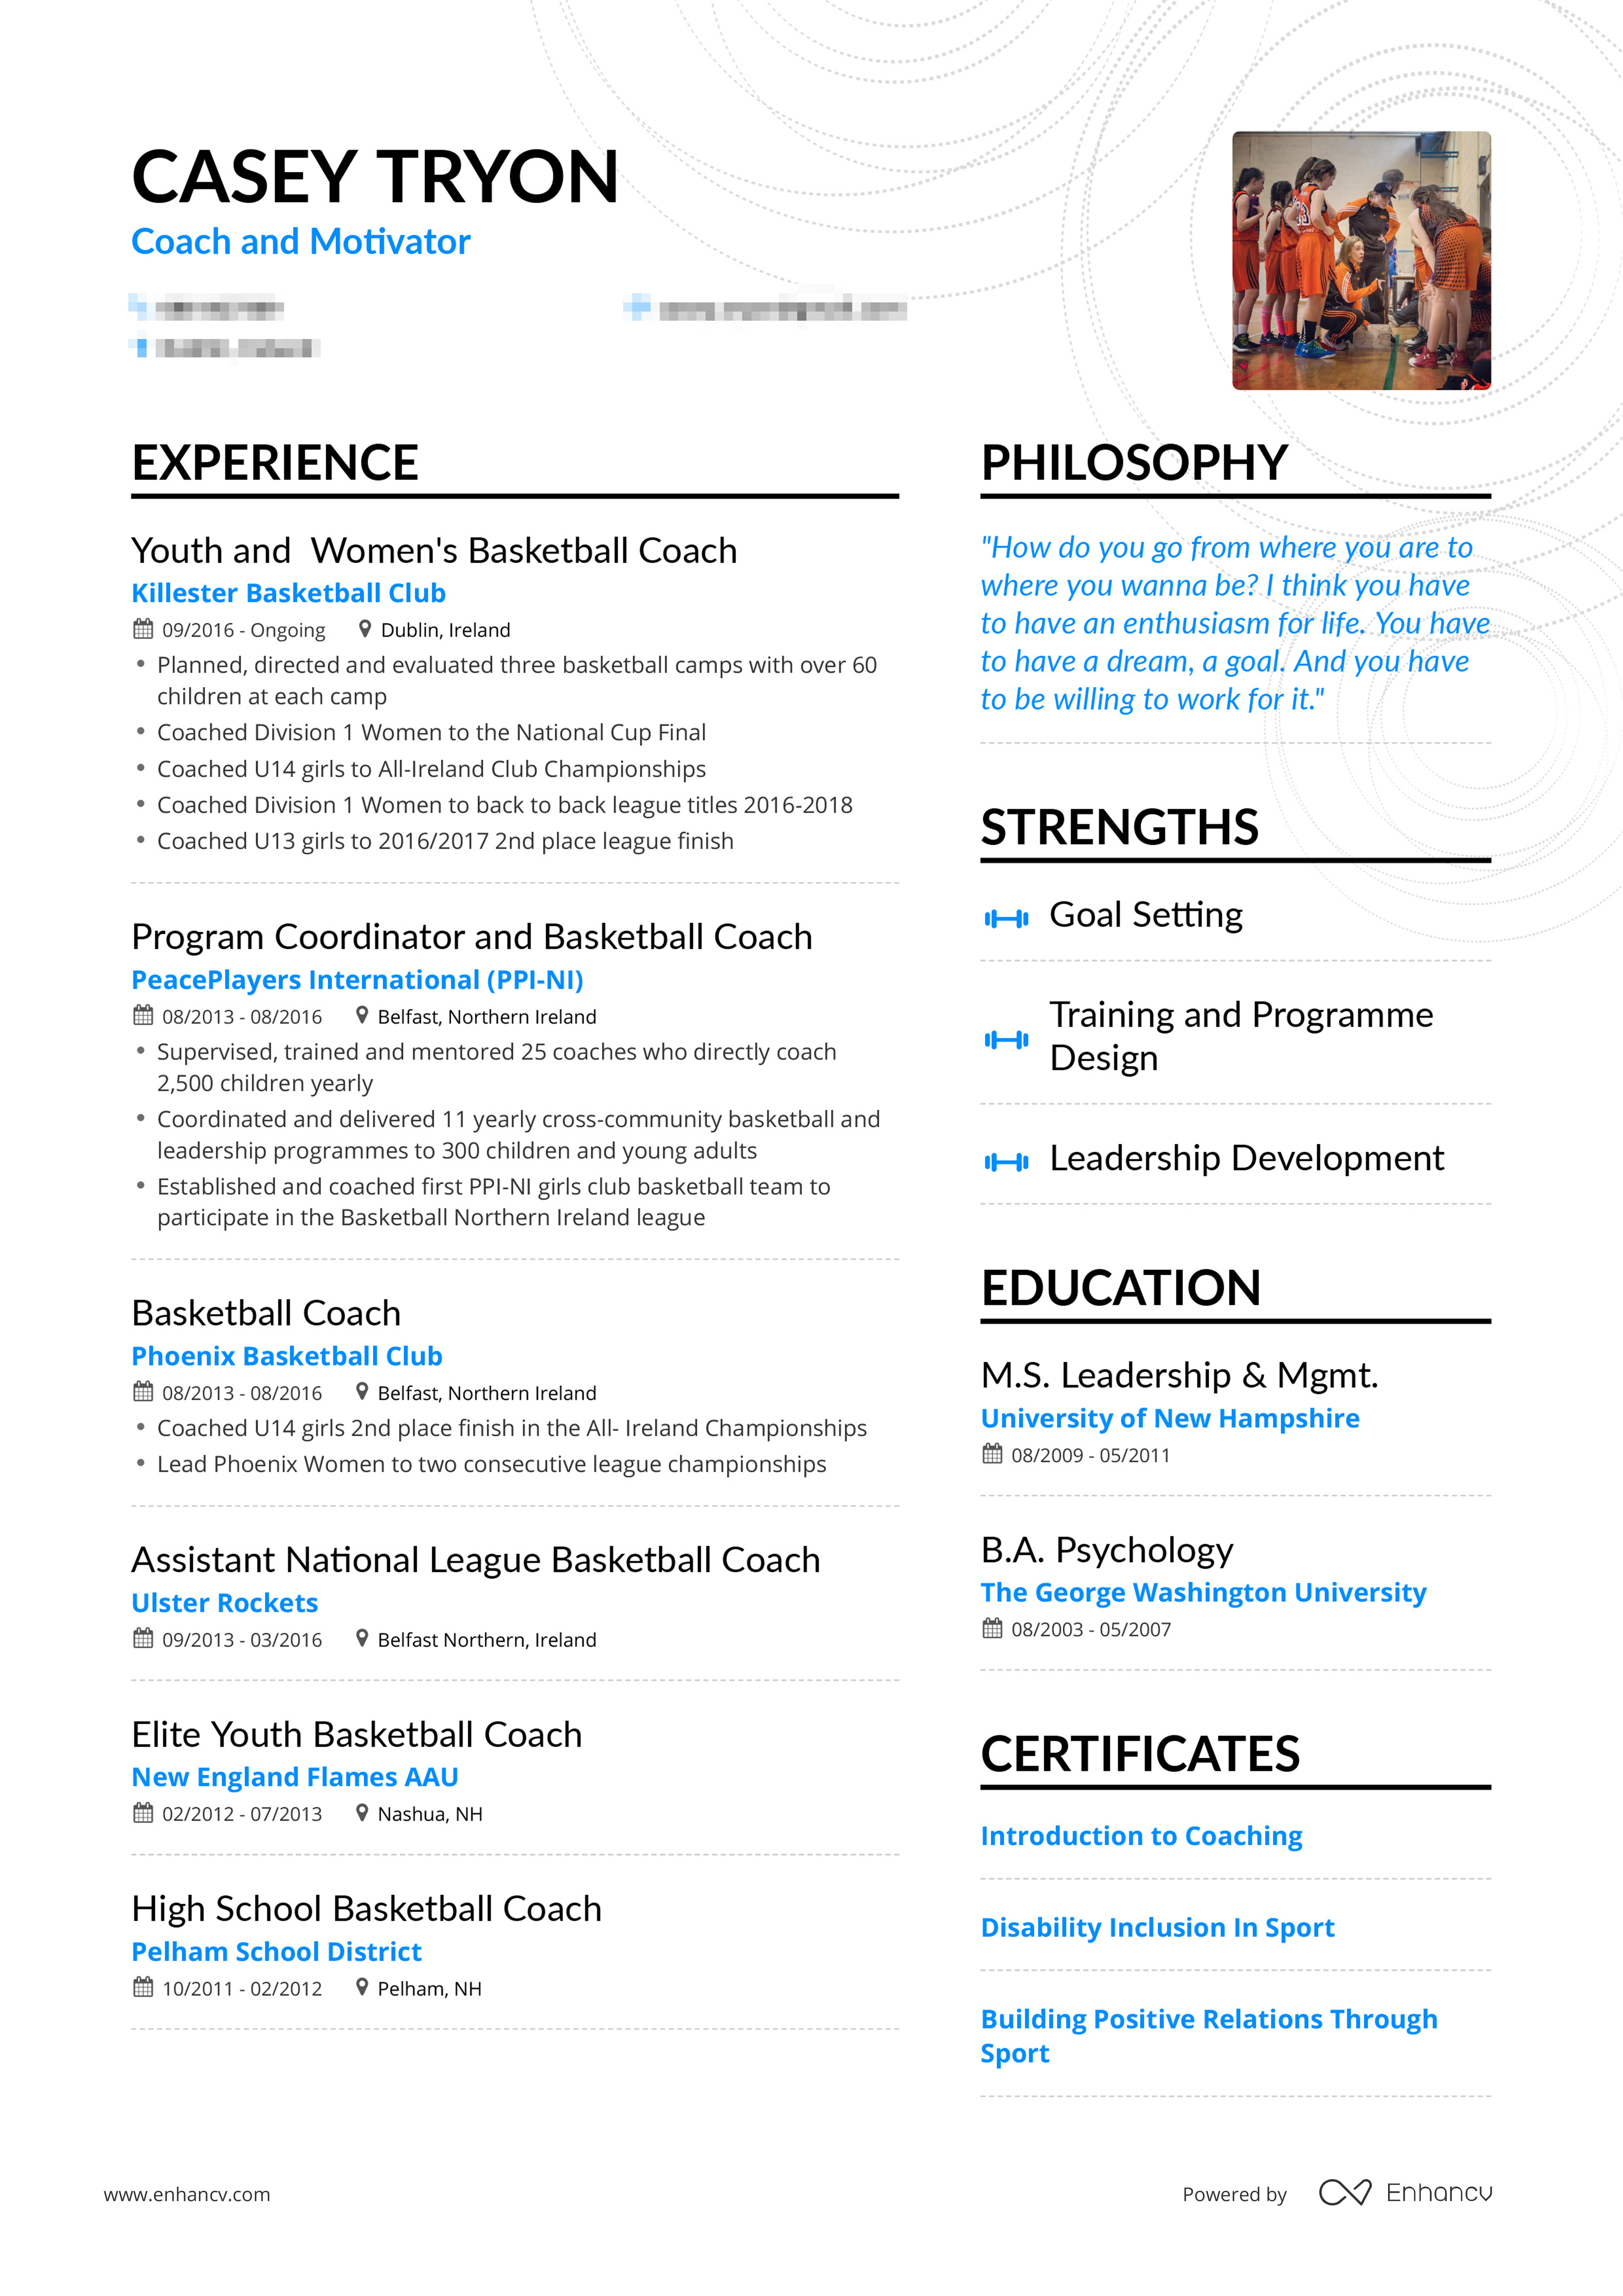 CASEY TRYON
Coach and Motivator
EXPERIENCE
Youth and  Women's Basketball Coach
Killester Basketball Club
09/2016 - Ongoing
Dublin, Ireland
• Planned, directed and evaluated three basketball camps with over 60
children at each camp
• Coached Division 1 Women to the National Cup Final
• Coached U14 girls to All-Ireland Club Championships
• Coached Division 1 Women to back to back league titles 2016-2018
• Coached U13 girls to 2016/2017 2nd place league finish
Program Coordinator and Basketball Coach
PeacePlayers International (PPI-NI)
08/2013 - 08/2016
Belfast, Northern Ireland
• Supervised, trained and mentored 25 coaches who directly coach
2,500 children yearly
• Coordinated and delivered 11 yearly cross-community basketball and
leadership programmes to 300 children and young adults
• Established and coached first PPI-NI girls club basketball team to
participate in the Basketball Northern Ireland league
Basketball Coach
Phoenix Basketball Club
08/2013 - 08/2016
Belfast, Northern Ireland
• Coached U14 girls 2nd place finish in the All- Ireland Championships
• Lead Phoenix Women to two consecutive league championships
Assistant National League Basketball Coach
Ulster Rockets
09/2013 - 03/2016
Belfast Northern, Ireland
Elite Youth Basketball Coach
New England Flames AAU
02/2012 - 07/2013
Nashua, NH
High School Basketball Coach
Pelham School District
10/2011 - 02/2012
Pelham, NH
PHILOSOPHY
"How do you go from where you are to
where you wanna be? I think you have
to have an enthusiasm for life. You have
to have a dream, a goal. And you have
to be willing to work for it."
STRENGTHS
Goal Setting
Training and Programme
Design
Leadership Development
EDUCATION
M.S. Leadership & Mgmt.
University of New Hampshire
08/2009 - 05/2011
B.A. Psychology
The George Washington University
08/2003 - 05/2007
CERTIFICATES
Introduction to Coaching
Disability Inclusion In Sport
Building Positive Relations Through
Sport
www.enhancv.com
Powered by
Enhancv